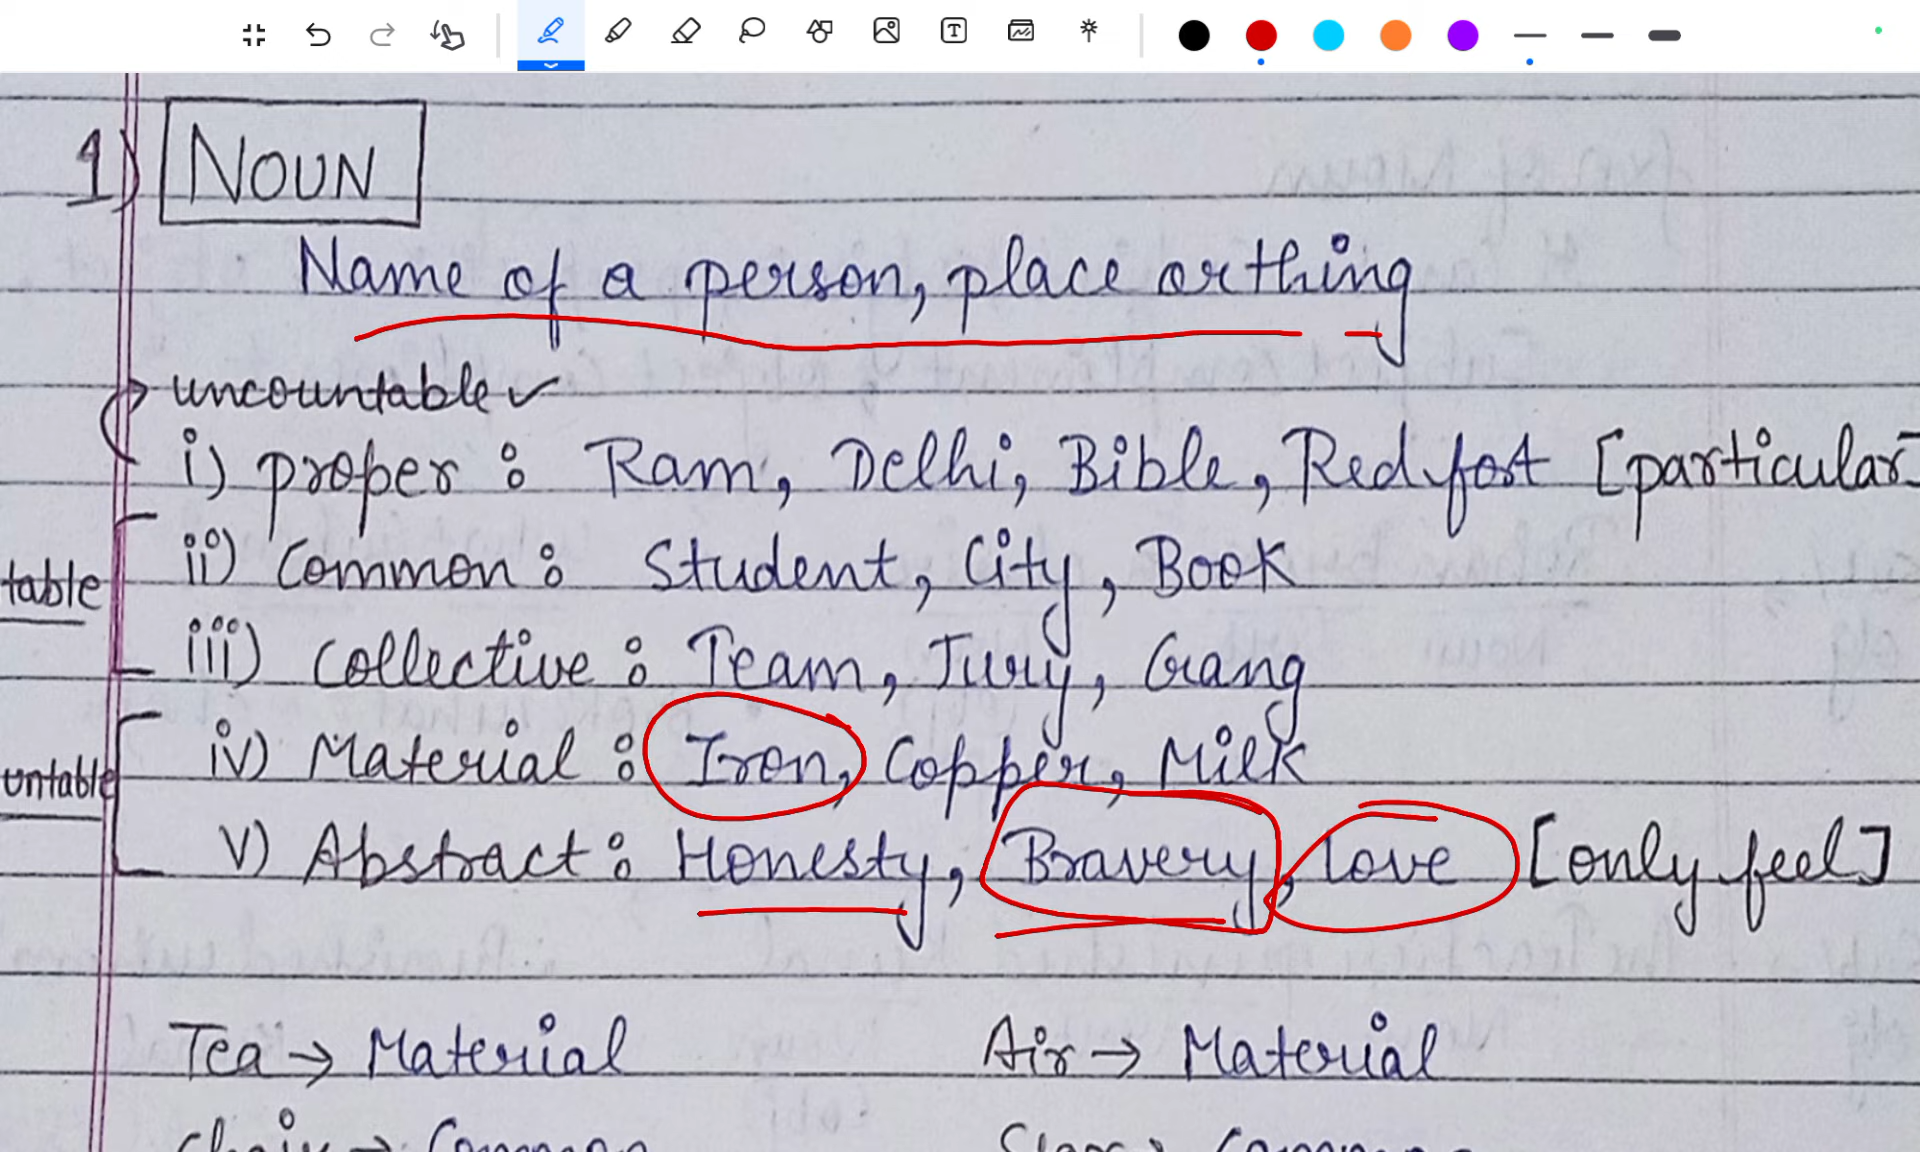 1) NOUN
Name of a person, place or thing
uncountable ✓
i) proper : Ram, Delhi, Bible, Red fort [particular]
ii) Common : Student, City, Book
table
iii) Collective : Team, Jury, Gang
iv) Material : Iron, Copper, Milk
untable
v) Abstract : Honesty, Bravery, love [only feel]
Tea → Material Air → Material
Chair → Common